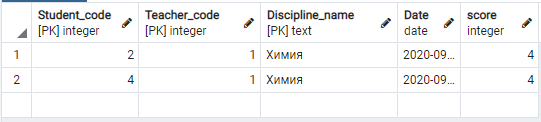 Student_code Teacher_code Discipline_name Date score
[PK] integer [PK] integer [PK] text date integer
1 2 1 Химия 2020-09... 4
2 4 1 Химия 2020-09... 4